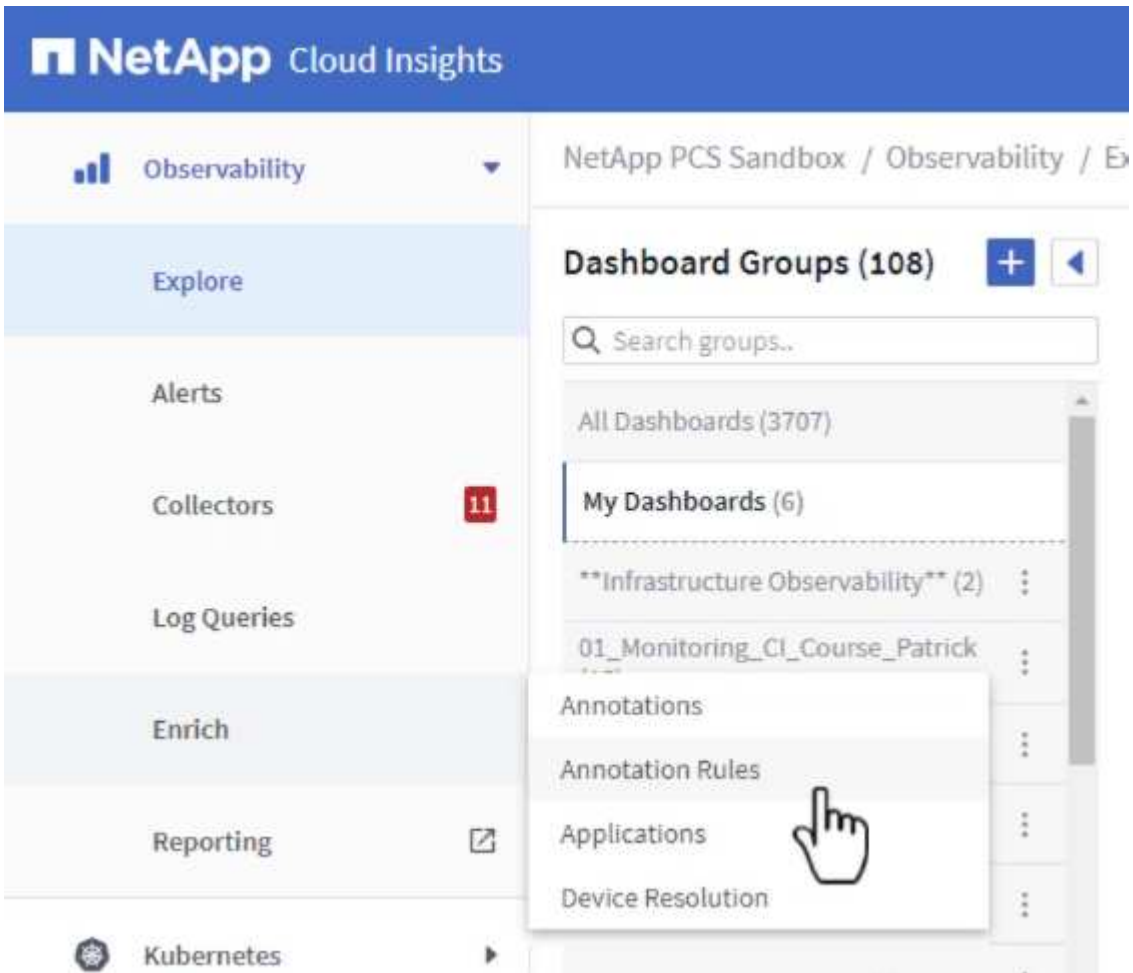 NetApp Cloud Insights
Observability
NetApp PCS Sandbox / Observability /
Explore
Dashboard Groups (108)
Search groups..
Alerts
All Dashboards (3707)
Collectors
11
My Dashboards (6)
**Infrastructure Observability** (2)
Log Queries
01_Monitoring_CI_Course_Patrick
Enrich
Annotations
Annotation Rules
Applications
Device Resolution
Reporting
Kubernetes